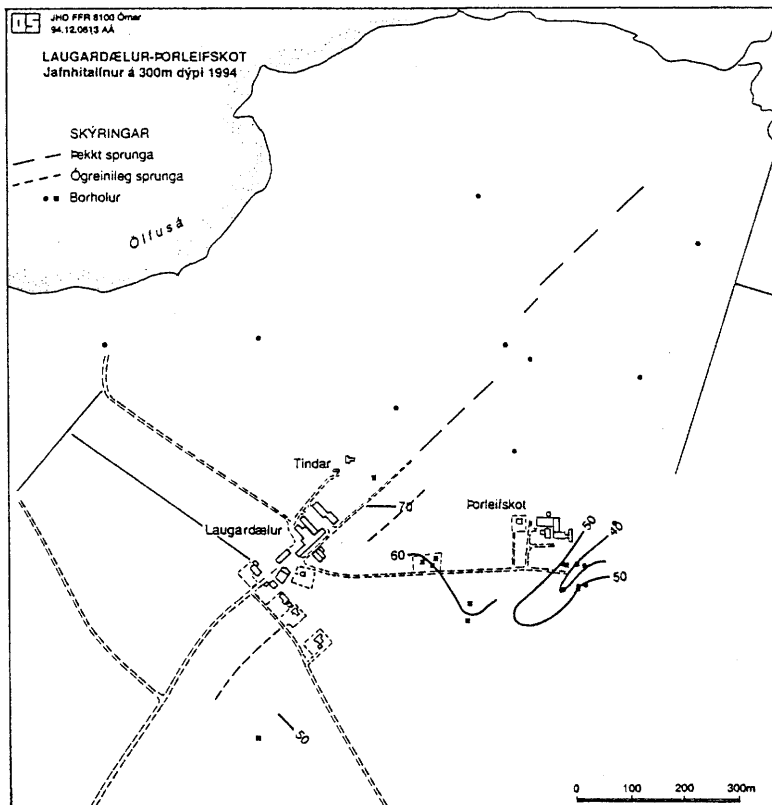 OS
JHD FFR 8100 Ómar
94.12.0613 AÁ
LAUGARDÆLUR-ÞORLEIFSKOT
Jafnhitalínur á 300m dýpi 1994
SKÝRINGAR
Þekkt sprunga
Ógreinileg sprunga
Borholur
Ölfusá
Tindar
70
Þorleifskot
50
40
Laugardælur
60
50
50
0 100 200 300m